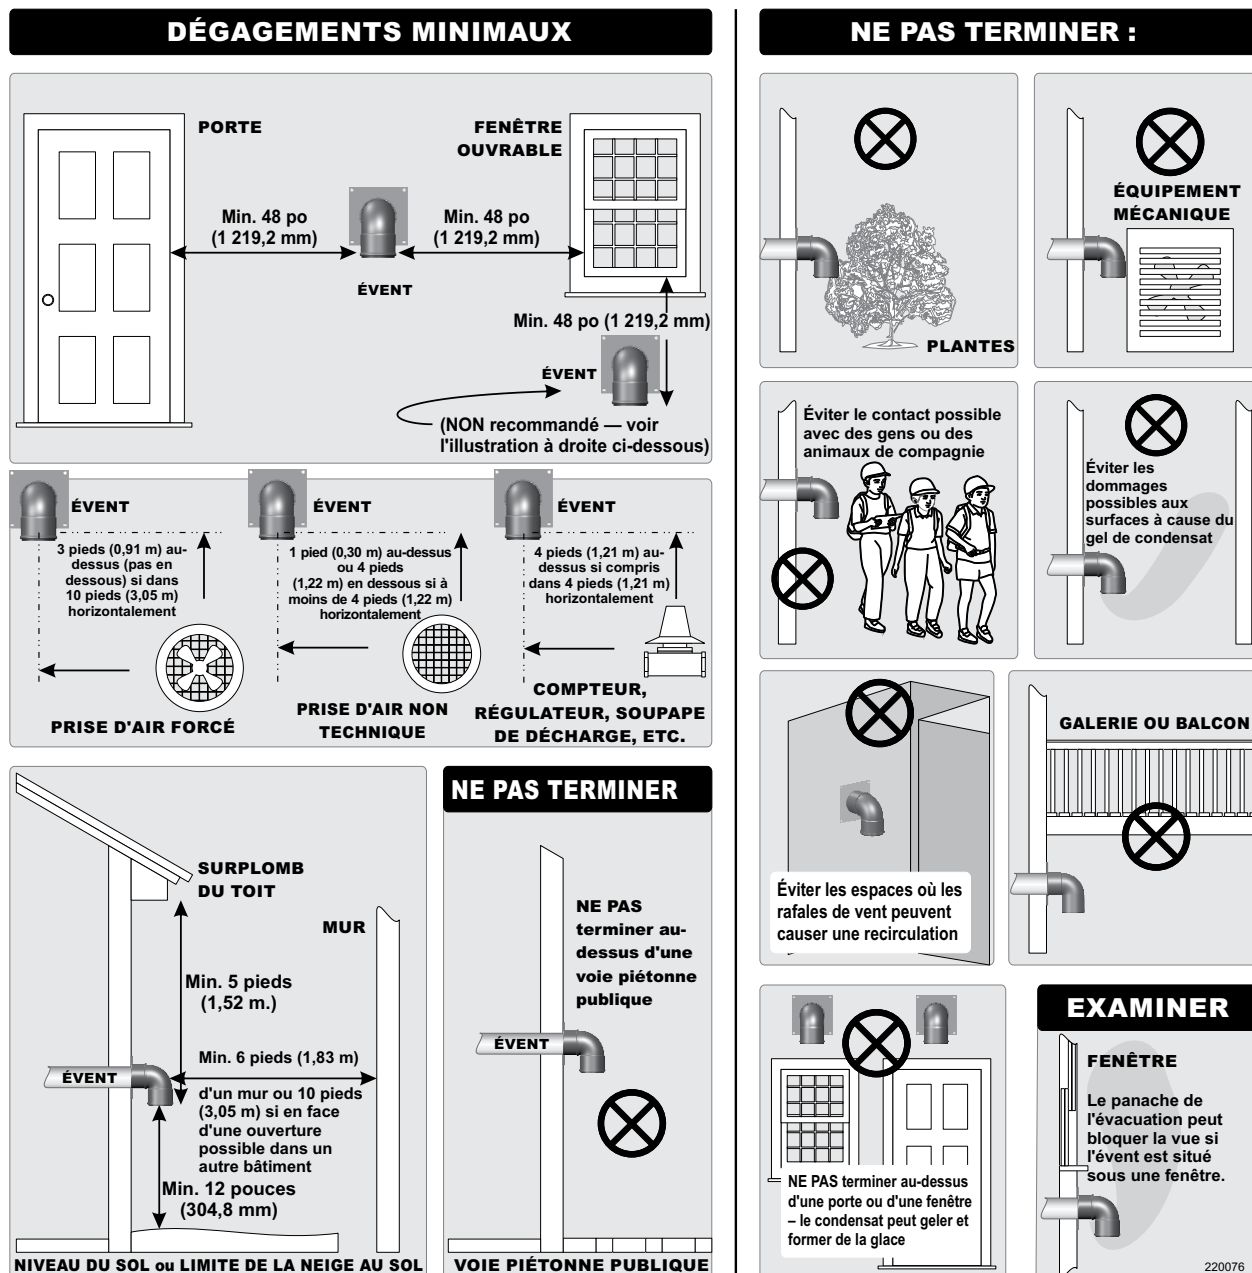 DÉGAGEMENTS MINIMAUX
PORTE
FENÊTRE
OUVRABLE
Min. 48 po
(1 219,2 mm)
Min. 48 po
(1 219,2 mm)
ÉVENT
Min. 48 po (1 219,2 mm)
ÉVENT
(NON recommandé — voir
l'illustration à droite ci-dessous)
ÉVENT
3 pieds (0,91 m) au-
dessus (pas en
dessous) si dans
10 pieds (3,05 m)
horizontalement
PRISE D'AIR FORCÉ
ÉVENT
1 pied (0,30 m) au-dessus
ou 4 pieds
(1,22 m) en dessous si à
moins de 4 pieds (1,22 m)
horizontalement
PRISE D'AIR NON
TECHNIQUE
ÉVENT
4 pieds (1,21 m) au-
dessus si compris
dans 4 pieds (1,21 m)
horizontalement
COMPTEUR,
RÉGULATEUR, SOUPAPE
DE DÉCHARGE, ETC.
SURPLOMB
DU TOIT
MUR
Min. 5 pieds
(1,52 m.)
Min. 6 pieds (1,83 m)
ÉVENT
d'un mur ou 10 pieds
(3,05 m) si en face
d'une ouverture
possible dans un
autre bâtiment
Min. 12 pouces
(304,8 mm)
NIVEAU DU SOL ou LIMITE DE LA NEIGE AU SOL
NE PAS TERMINER
NE PAS
terminer au-
dessus d'une
voie piétonne
publique
ÉVENT
VOIE PIÉTONNE PUBLIQUE
NE PAS TERMINER :
PLANTES
ÉQUIPEMENT
MÉCANIQUE
Éviter le contact possible
avec des gens ou des
animaux de compagnie
Éviter les
dommages
possibles aux
surfaces à cause du
gel de condensat
Éviter les espaces où les
rafales de vent peuvent
causer une recirculation
GALERIE OU BALCON
NE PAS terminer au-dessus
d'une porte ou d'une fenêtre
– le condensat peut geler et
former de la glace
EXAMINER
FENÊTRE
Le panache de
l'évacuation peut
bloquer la vue si
l'évent est situé
sous une fenêtre.
220076